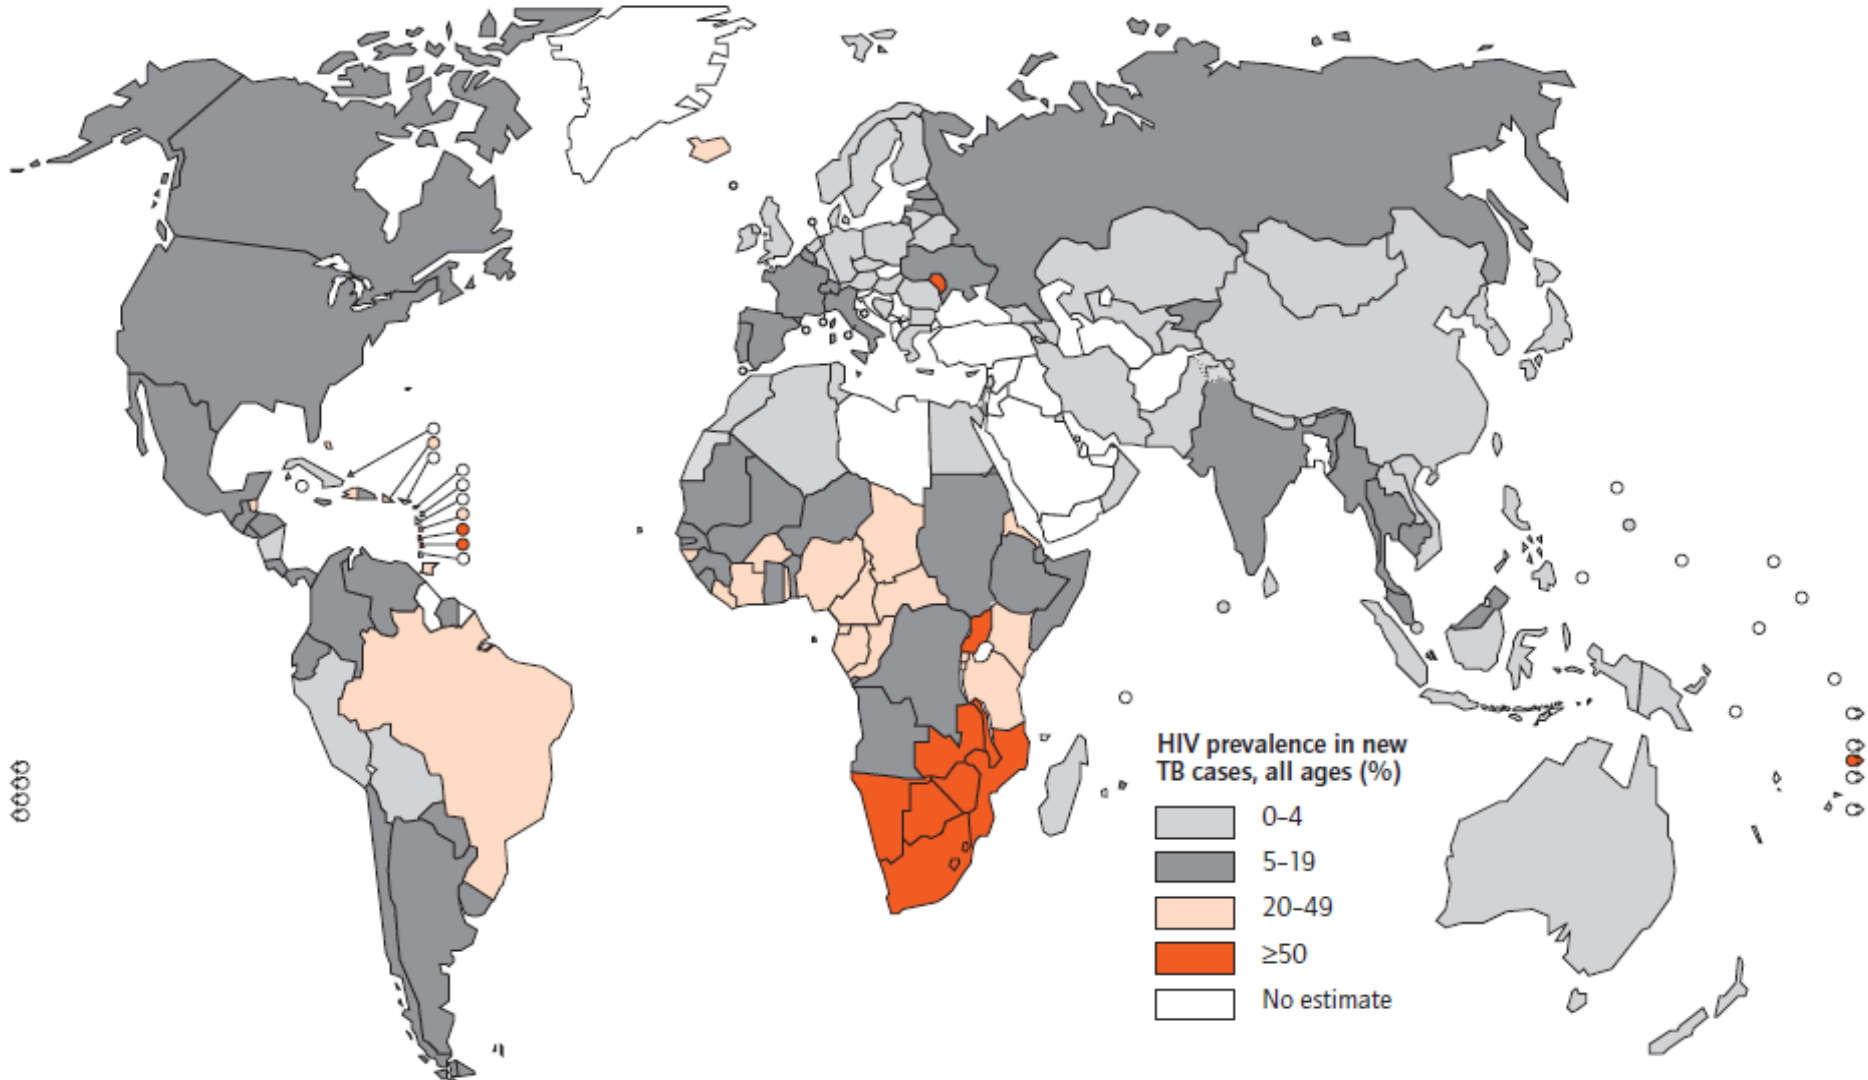 HIV prevalence in new
TB cases, all ages (%)
0–4
5–19
20–49
≥50
No estimate